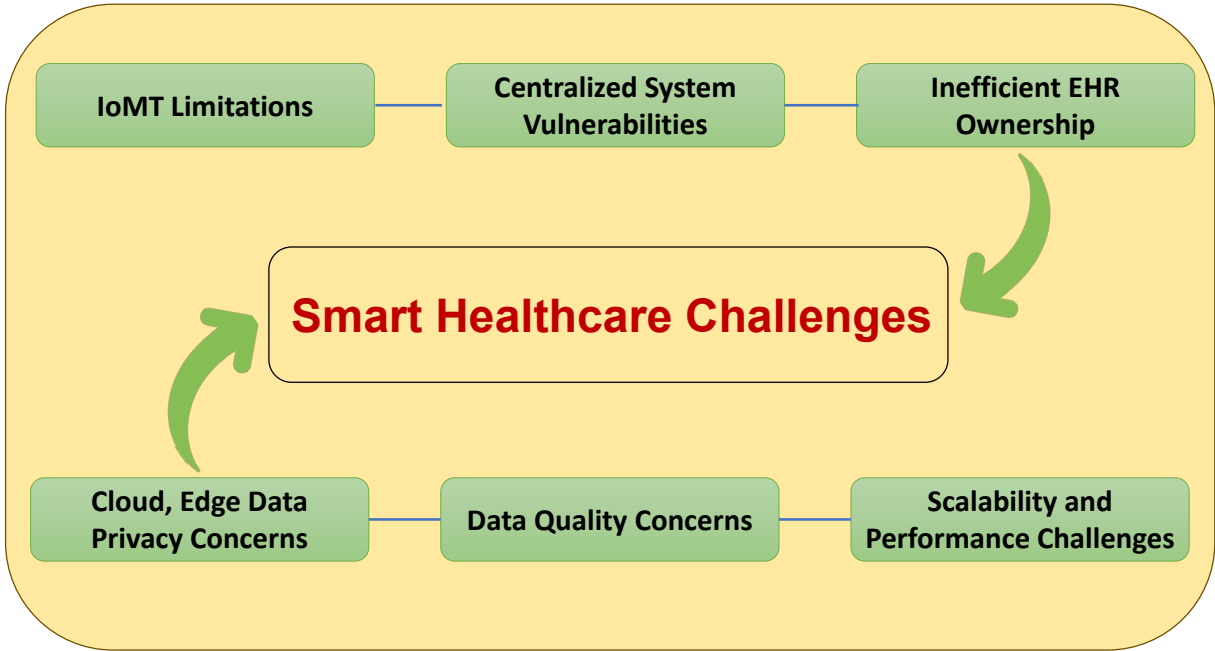 IoMT Limitations
Centralized System
Vulnerabilities
Inefficient EHR
Ownership
Smart Healthcare Challenges
Cloud, Edge Data
Privacy Concerns
Data Quality Concerns
Scalability and
Performance Challenges